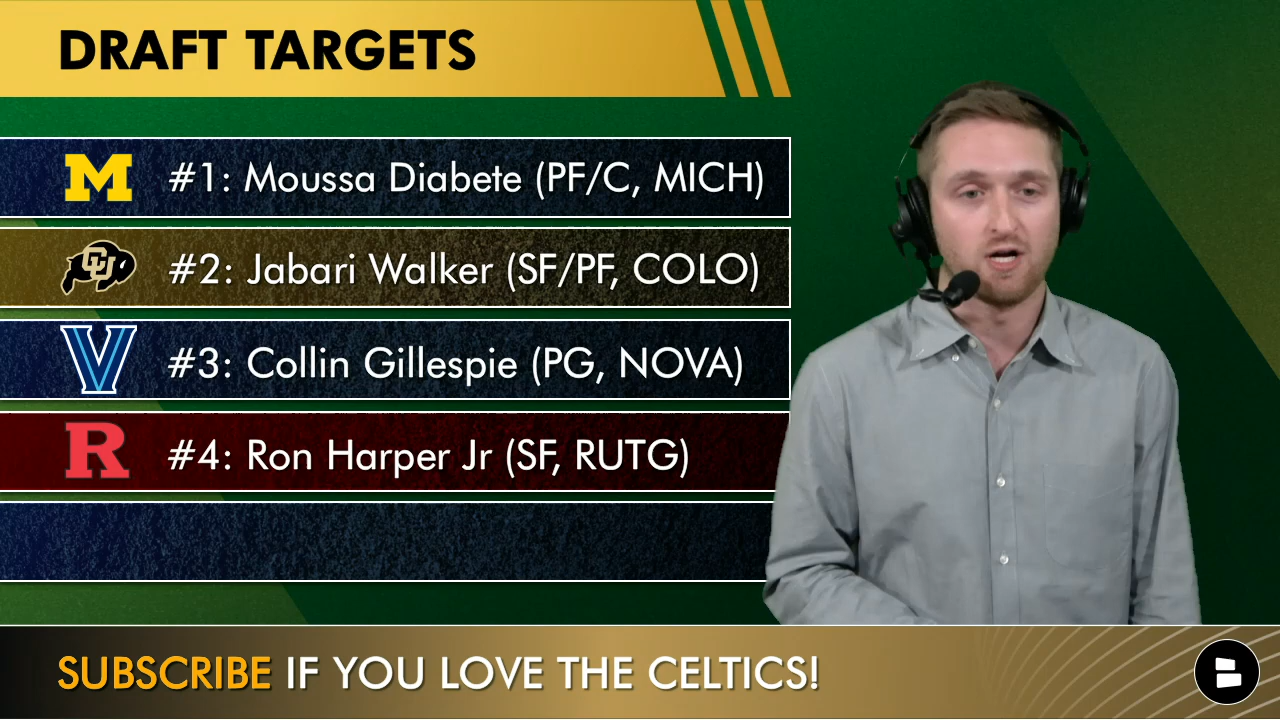 DRAFT TARGETS
M #1: Moussa Diabete (PF/C, MICH)
CU #2: Jabari Walker (SF/PF, COLO)
V #3: Collin Gillespie (PG, NOVA)
R #4: Ron Harper Jr (SF, RUTG)
SUBSCRIBE IF YOU LOVE THE CELTICS!